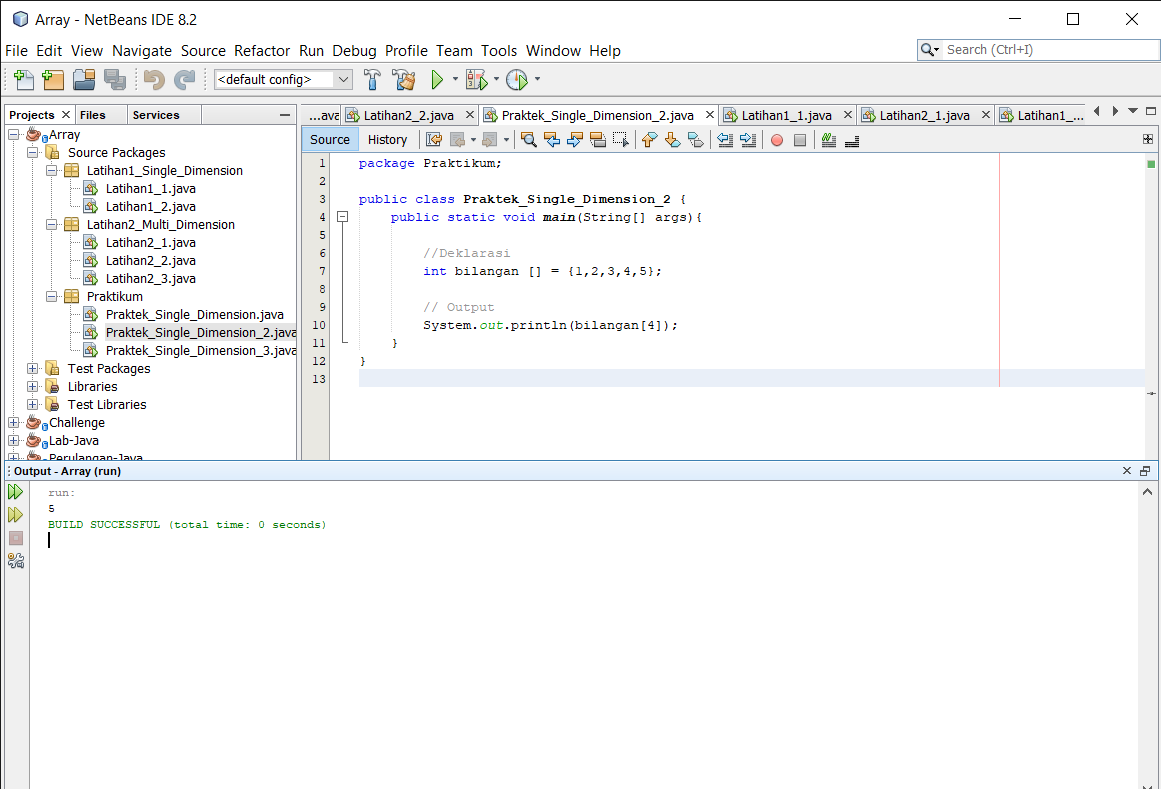 Array - NetBeans IDE 8.2
File Edit View Navigate Source Refactor Run Debug Profile Team Tools Window Help
Search (Ctrl+I)
<default config>
Projects Files Services
Array
Source Packages
Latihan1_Single_Dimension
Latihan1_1.java
Latihan1_2.java
Latihan2_Multi_Dimension
Latihan2_1.java
Latihan2_2.java
Latihan2_3.java
Praktikum
Praktek_Single_Dimension.java
Praktek_Single_Dimension_2.java
Praktek_Single_Dimension_3.java
Test Packages
Libraries
Test Libraries
Challenge
Lab-Java
Perulangan-Java
...ava Latihan2_2.java Praktek_Single_Dimension_2.java Latihan1_1.java Latihan2_1.java Latihan1_...
Source History
1 package Praktikum;
2
3 public class Praktek_Single_Dimension_2 {
4 public static void main(String[] args){
5
6 //Deklarasi
7 int bilangan [] = {1,2,3,4,5};
8
9 // Output
10 System.out.println(bilangan[4]);
11 }
12 }
13
Output - Array (run)
run:
5
BUILD SUCCESSFUL (total time: 0 seconds)